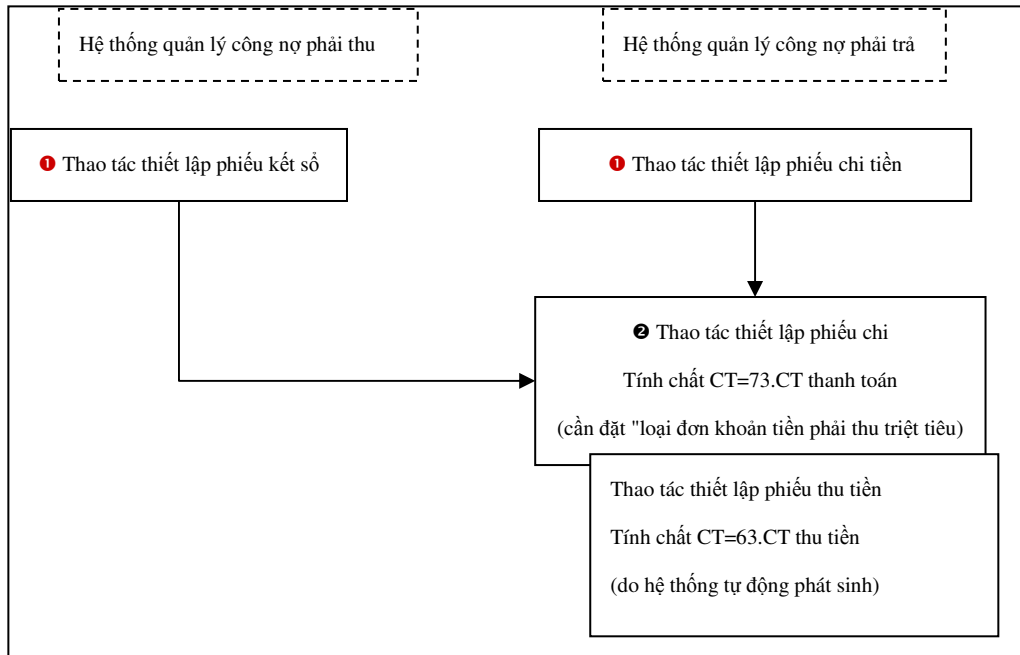 Hệ thống quản lý công nợ phải thu
Hệ thống quản lý công nợ phải trả
❶ Thao tác thiết lập phiếu kết sổ
❶ Thao tác thiết lập phiếu chi tiền
❷ Thao tác thiết lập phiếu chi
Tính chất CT=73.CT thanh toán
(cần đặt "loại đơn khoản tiền phải thu triệt tiêu)
Thao tác thiết lập phiếu thu tiền
Tính chất CT=63.CT thu tiền
(do hệ thống tự động phát sinh)